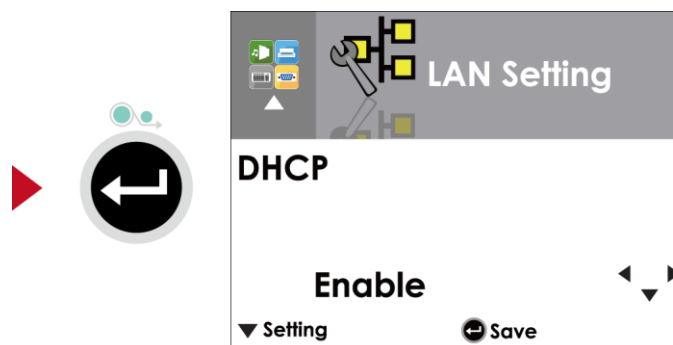 LAN Setting
DHCP
Enable
Setting
Save